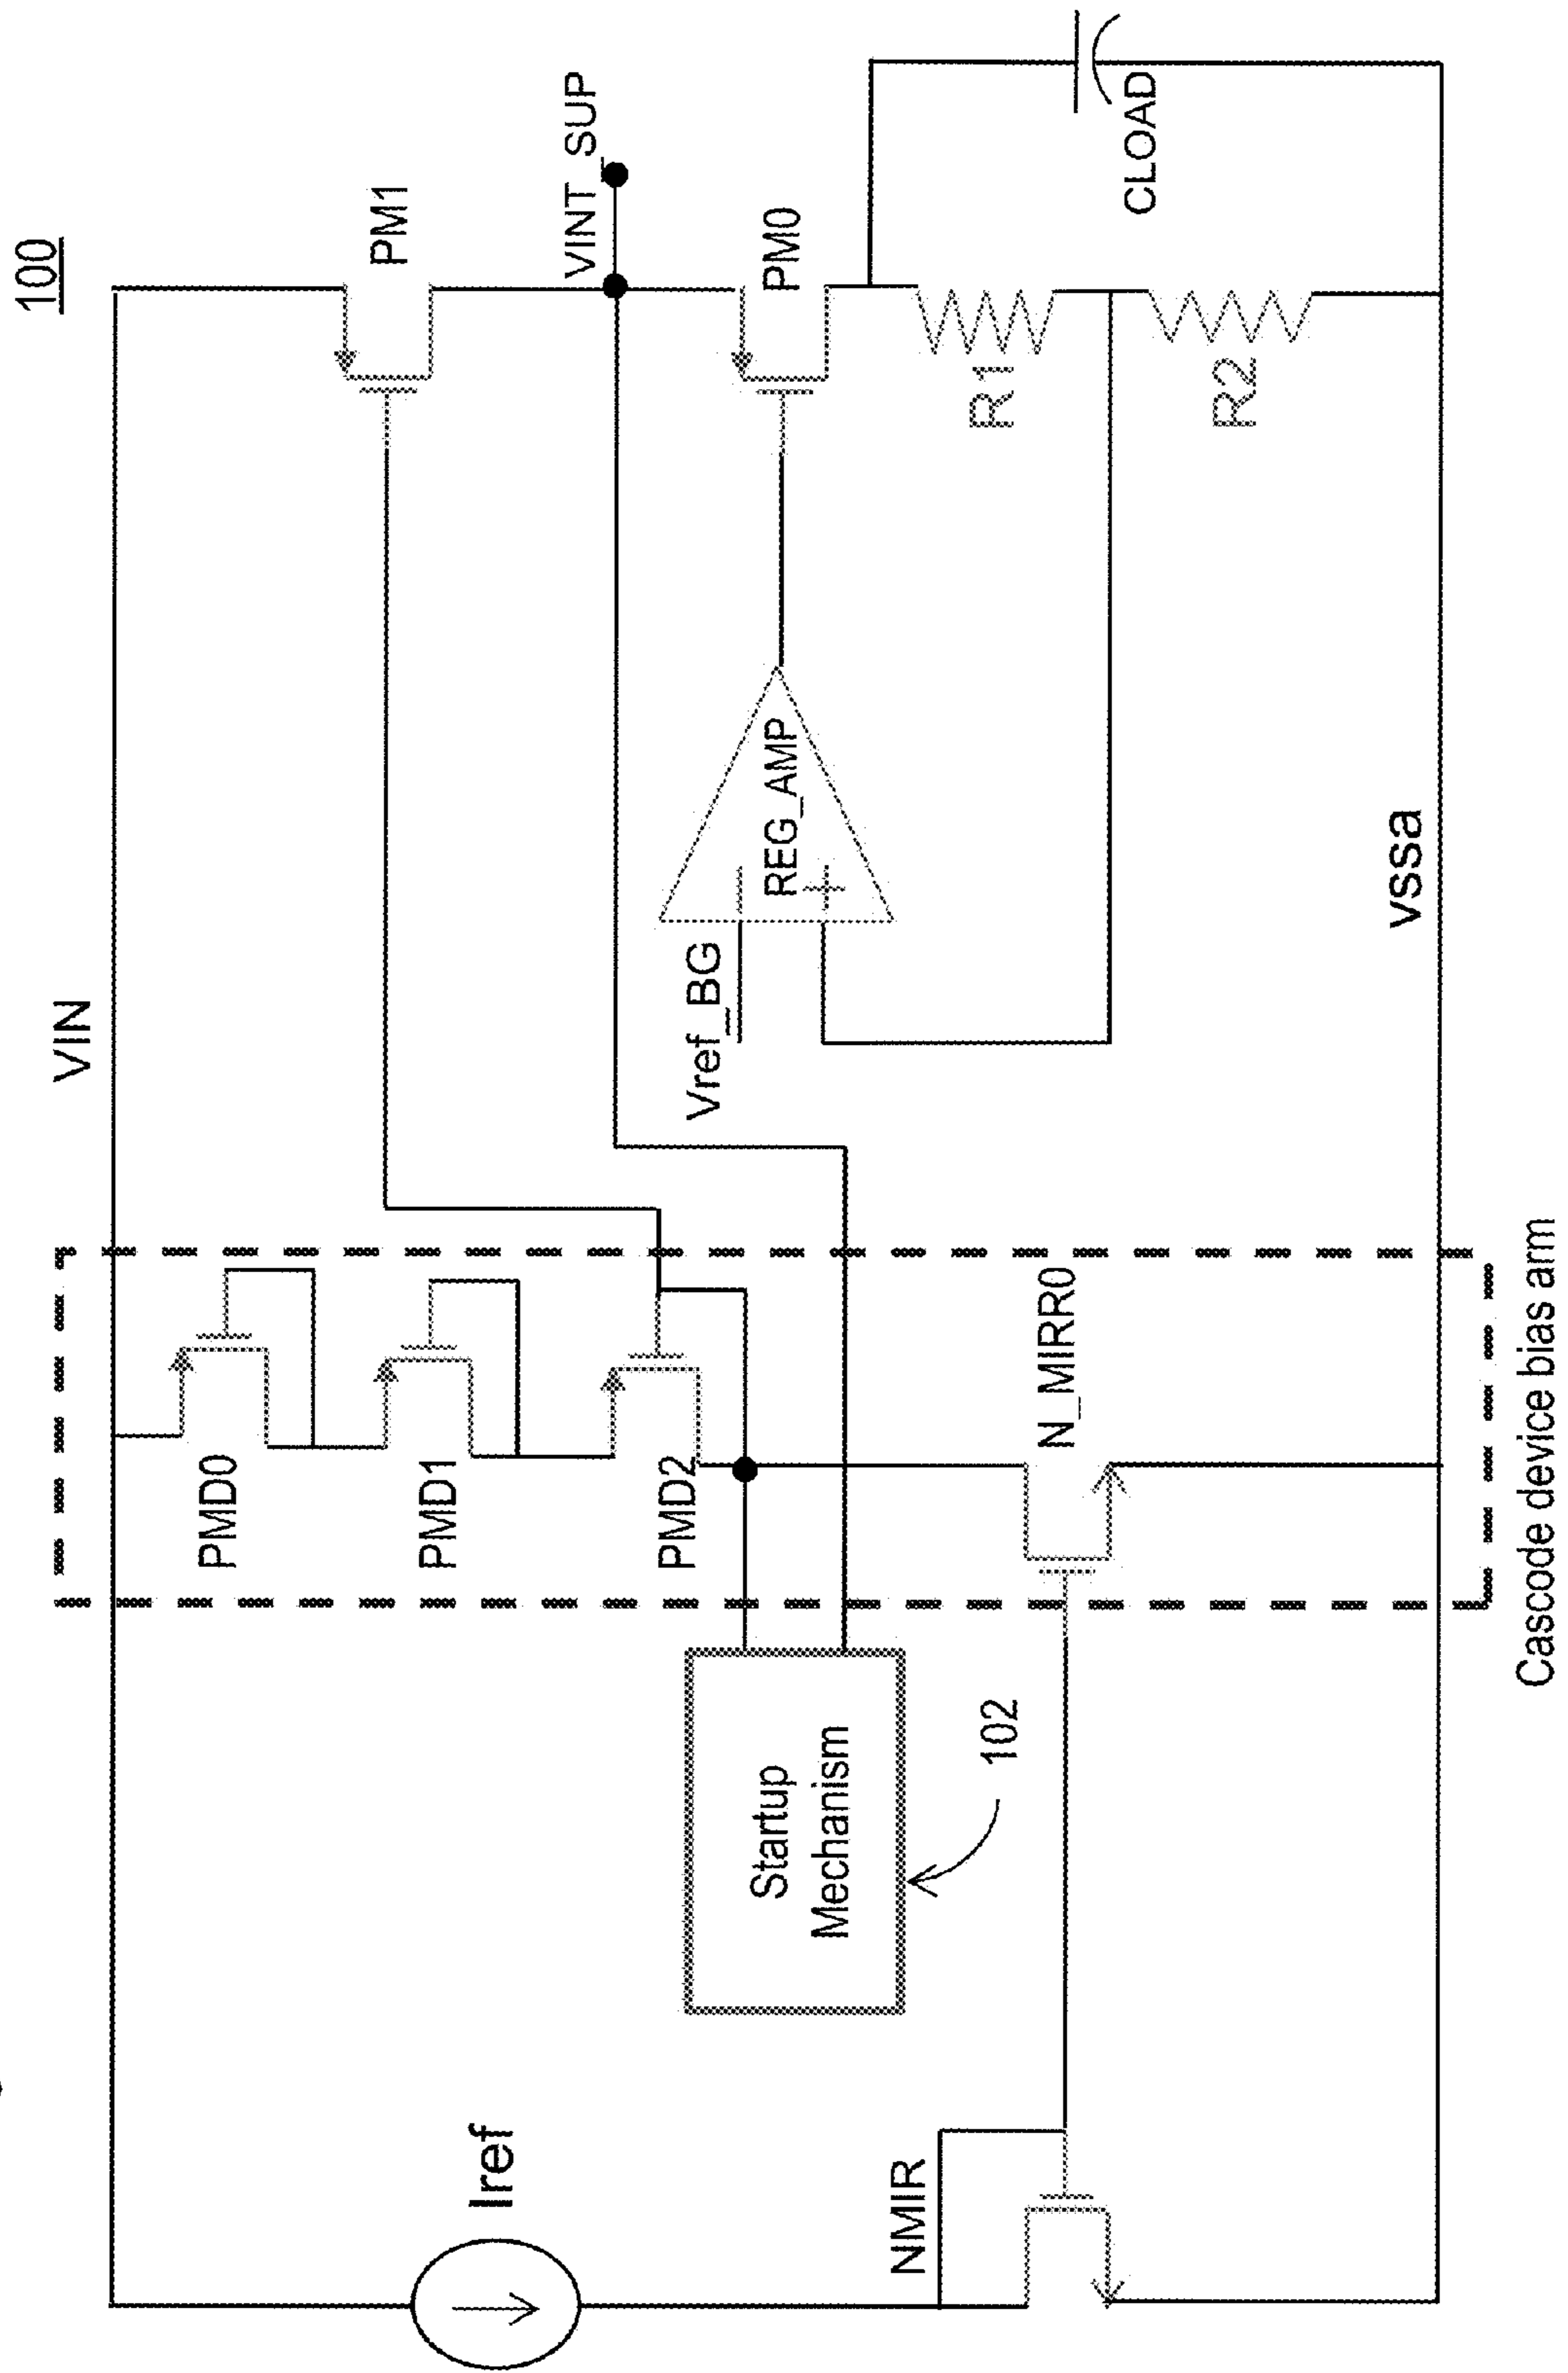 100
VIN
Iref
NMIR
Startup
Mechanism
102
PMD0
PMD1
PMD2
N_MIRR0
Cascode device bias arm
Vref_BG
REG_AMP
−
+
PM1
VINT_SUP
PM0
R1
R2
CLOAD
vssa